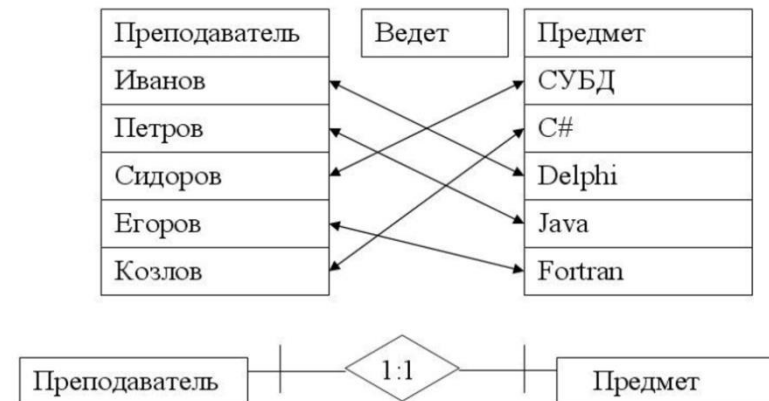 Преподаватель Ведет Предмет
Иванов СУБД
Петров C#
Сидоров Delphi
Егоров Java
Козлов Fortran
Преподаватель 1:1 Предмет